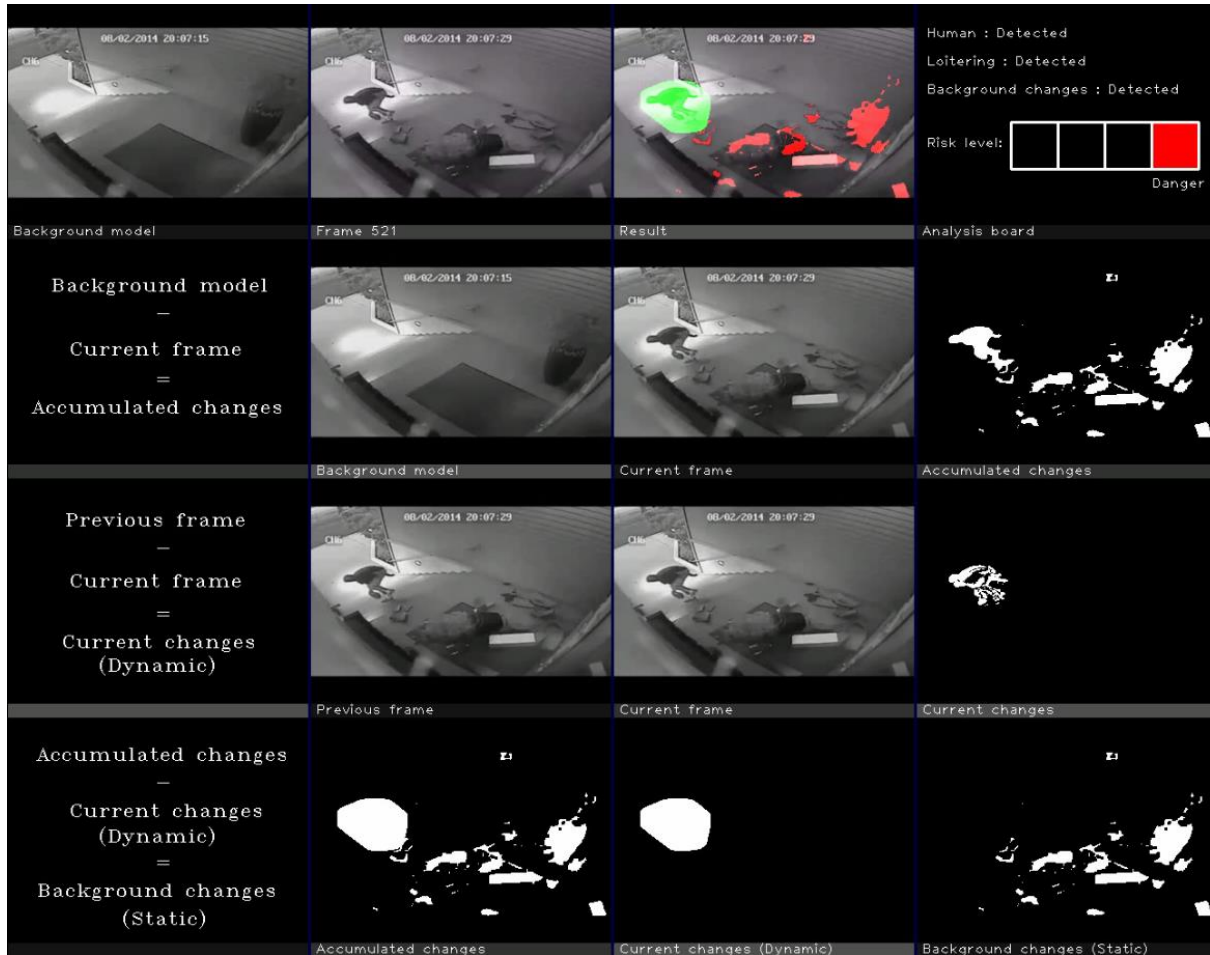 08/02/2014 20:07:15
CH6
Background model
08/02/2014 20:07:29
CH6
Frame 521
08/02/2014 20:07:29
CH6
Result
Human : Detected
Loitering : Detected
Background changes : Detected
Risk level:
Danger
Analysis board
Background model
−
Current frame
=
Accumulated changes
08/02/2014 20:07:15
CH6
Background model
08/02/2014 20:07:29
CH6
Current frame
Accumulated changes
Previous frame
−
Current frame
=
Current changes
(Dynamic)
08/02/2014 20:07:29
CH6
Previous frame
08/02/2014 20:07:29
CH6
Current frame
Current changes
Accumulated changes
−
Current changes
(Dynamic)
=
Background changes
(Static)
Accumulated changes
Current changes (Dynamic)
Background changes (Static)